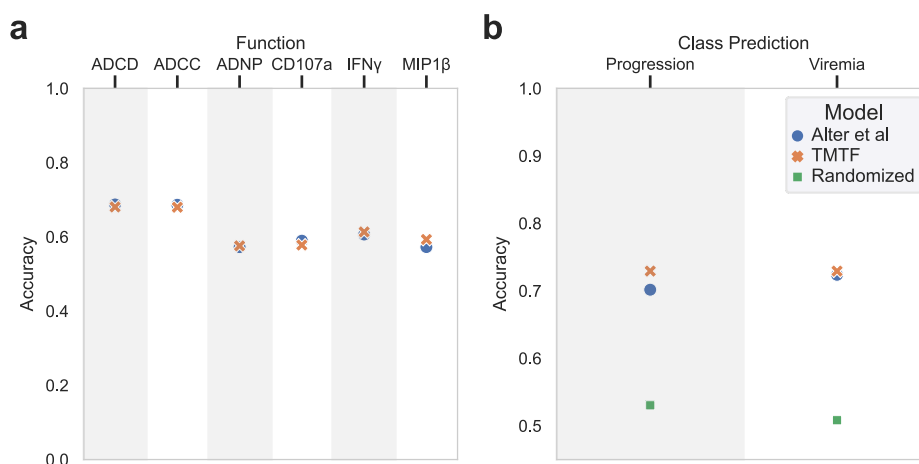 a
Function
ADCD ADCC ADNP CD107a IFNγ MIP1β
1.0
0.8
0.6
0.4
0.2
0.0
Accuracy
b
Class Prediction
Progression Viremia
1.0
0.9
0.8
0.7
0.6
0.5
Accuracy
Model
Alter et al
TMTF
Randomized